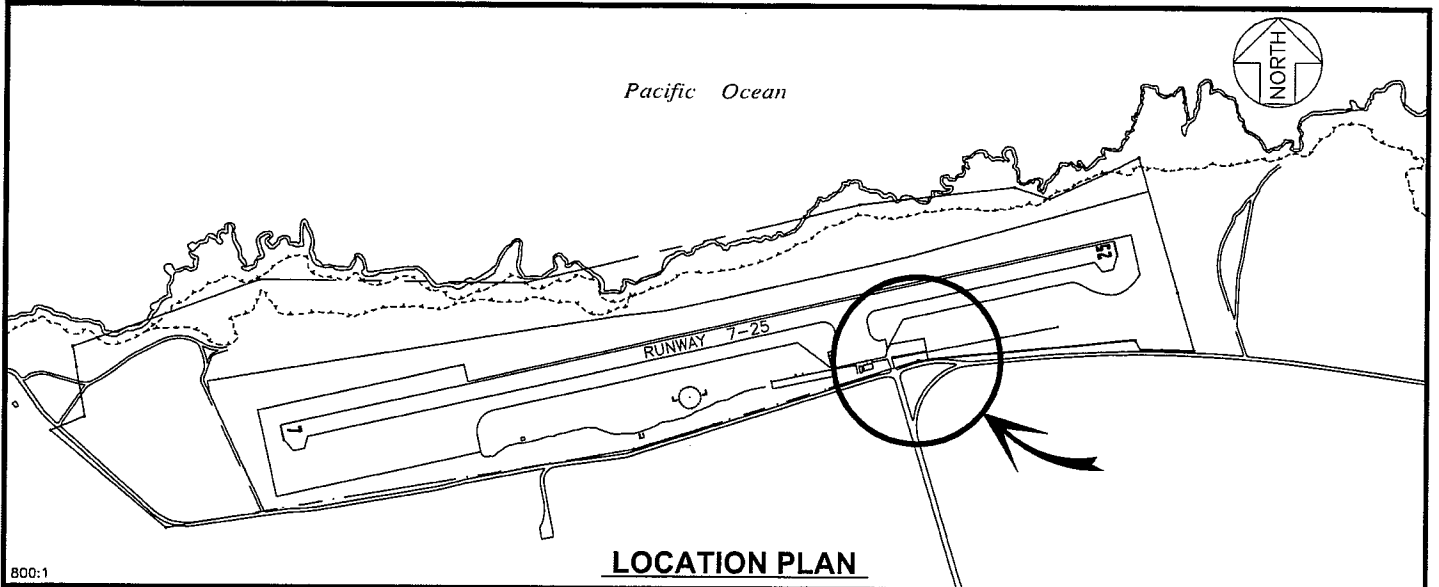 Pacific Ocean
NORTH
25
RUNWAY 7-25
7
LOCATION PLAN
800:1